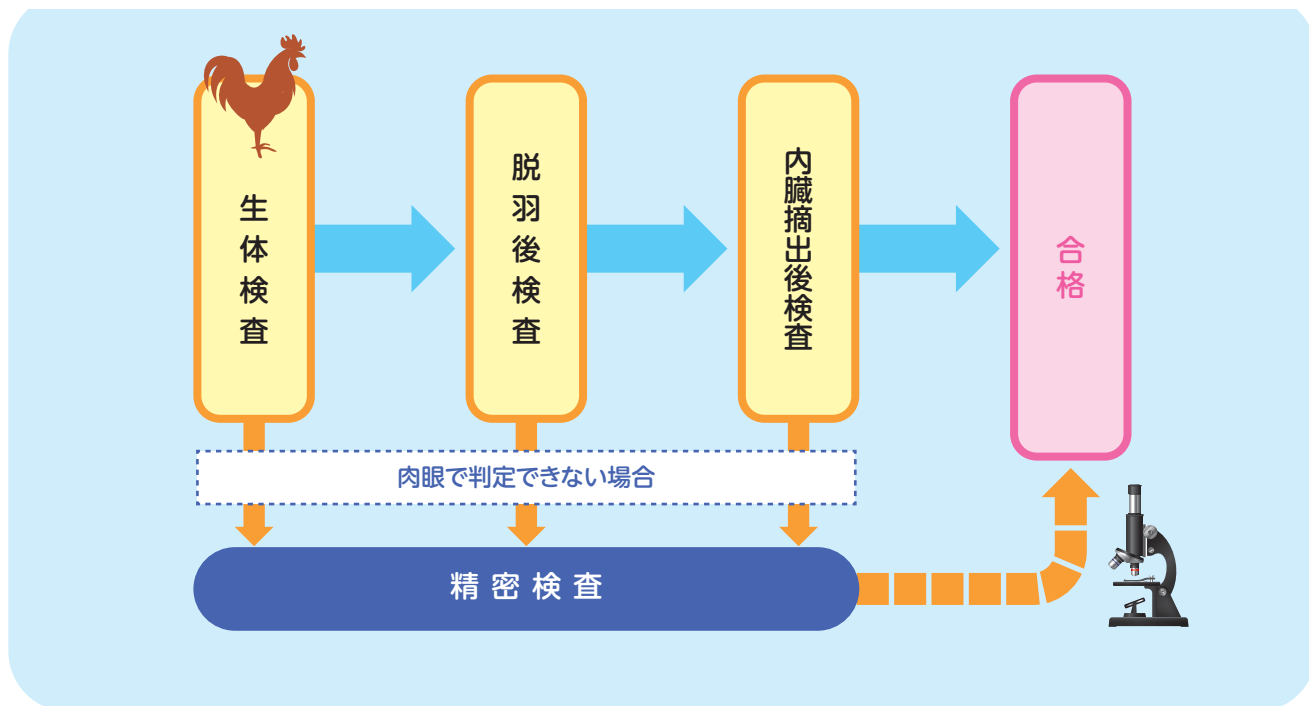 生体検査
脱羽後検査
内臓摘出後検査
合格
肉眼で判定できない場合
精密検査